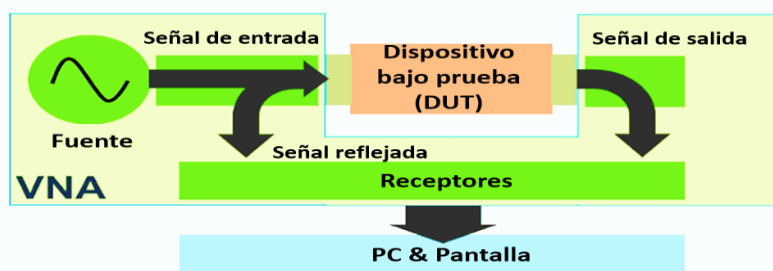 Señal de entrada
Dispositivo
bajo prueba
(DUT)
Señal de salida
Fuente
Señal reflejada
Receptores
VNA
PC & Pantalla